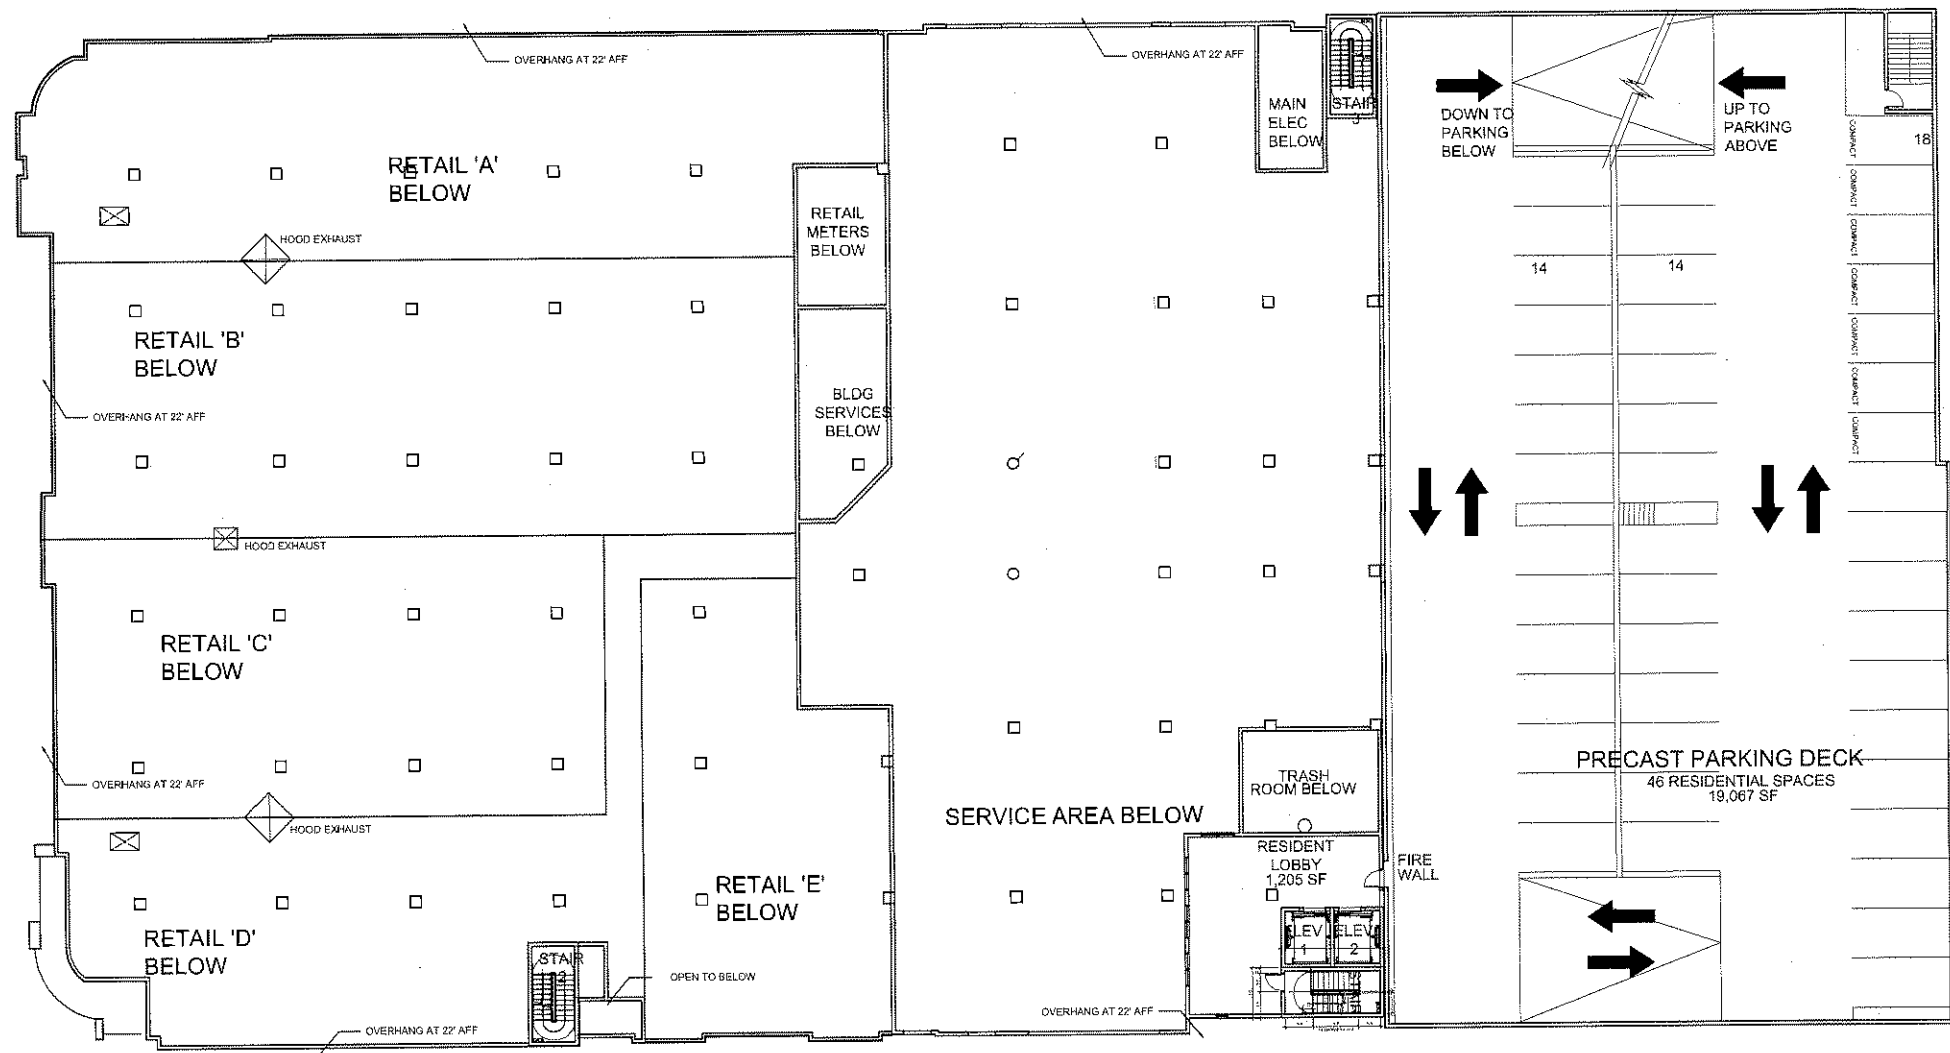 OVERHANG AT 22' AFF
OVERHANG AT 22' AFF
MAIN
ELEC
BELOW
STAIR
3
DOWN TO
PARKING
BELOW
UP TO
PARKING
ABOVE
COMPACT
18
RETAIL 'A'
BELOW
COMPACT
RETAIL
METERS
BELOW
HOOD EXHAUST
COMPACT
14
14
COMPACT
RETAIL 'B'
BELOW
COMPACT
OVERHANG AT 22' AFF
BLDG
SERVICES
BELOW
COMPACT
COMPACT
HOOD EXHAUST
RETAIL 'C'
BELOW
OVERHANG AT 22' AFF
HOOD EXHAUST
PRECAST PARKING DECK
46 RESIDENTIAL SPACES
19,067 SF
TRASH
ROOM BELOW
SERVICE AREA BELOW
RESIDENT
LOBBY
1,205 SF
FIRE
WALL
RETAIL 'E'
BELOW
RETAIL 'D'
BELOW
ELEV
1
ELEV
2
STAIR
2
OPEN TO BELOW
OVERHANG AT 22' AFF
OVERHANG AT 22' AFF